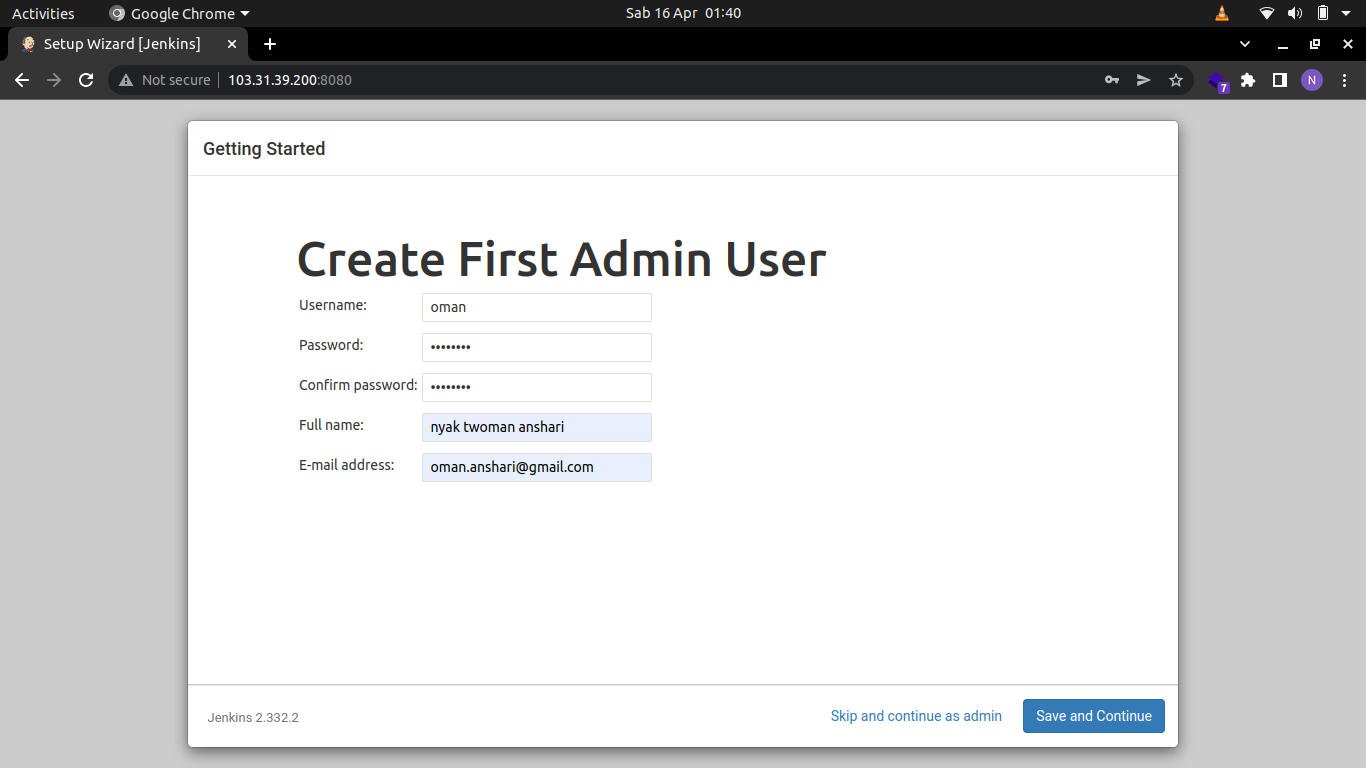 Activities Google Chrome Sab 16 Apr 01:40
Setup Wizard [Jenkins]
Not secure 103.31.39.200:8080 7 N
Getting Started
Create First Admin User
Username: oman
Password: ••••••••
Confirm password: ••••••••
Full name: nyak twoman anshari
E-mail address: oman.anshari@gmail.com
Jenkins 2.332.2 Skip and continue as admin Save and Continue